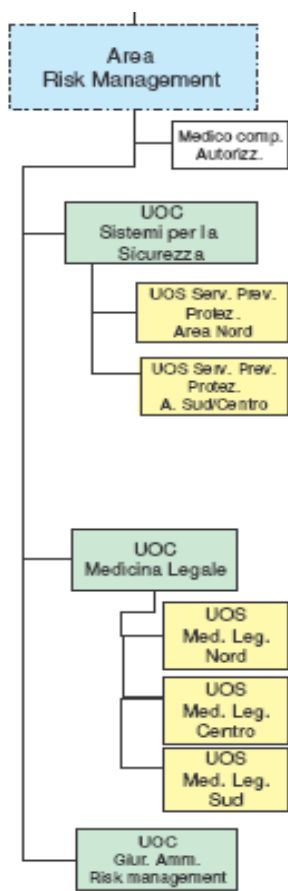 Area
Risk Management
Medico comp.
Autorizz.
UOC
Sistemi per la
Sicurezza
UOS Serv. Prev.
Protez.
Area Nord
UOS Serv. Prev.
Protez.
A. Sud/Centro
UOC
Medicina Legale
UOS
Med. Leg.
Nord
UOS
Med. Leg.
Centro
UOS
Med. Leg.
Sud
UOC
Giur. Amm.
Risk management